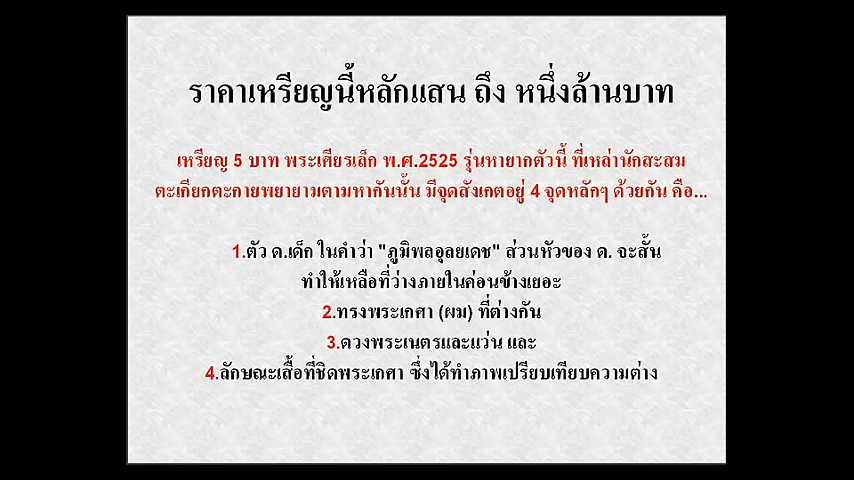 ราคาเหรียญนี้หลักแสน ถึง หนึ่งล้านบาท
เหรียญ 5 บาท พระเศียรเล็ก พ.ศ.2525 รุ่นหายากตัวนี้ ที่เหล่านักสะสม
ตะเกียกตะกายพยายามตามหากันนั้น มีจุดสังเกตอยู่ 4 จุดหลักๆ ด้วยกัน คือ...
1.ตัว ด.เด็ก ในคำว่า "ภูมิพลอุลยเดช" ส่วนหัวของ ด. จะสั้น
ทำให้เหลือที่ว่างภายในค่อนข้างเยอะ
2.ทรงพระเกศา (ผม) ที่ต่างกัน
3.ดวงพระเนตรและแว่น และ
4.ลักษณะเสื้อที่ชิดพระเกศา ซึ่งได้ทำภาพเปรียบเทียบความต่าง